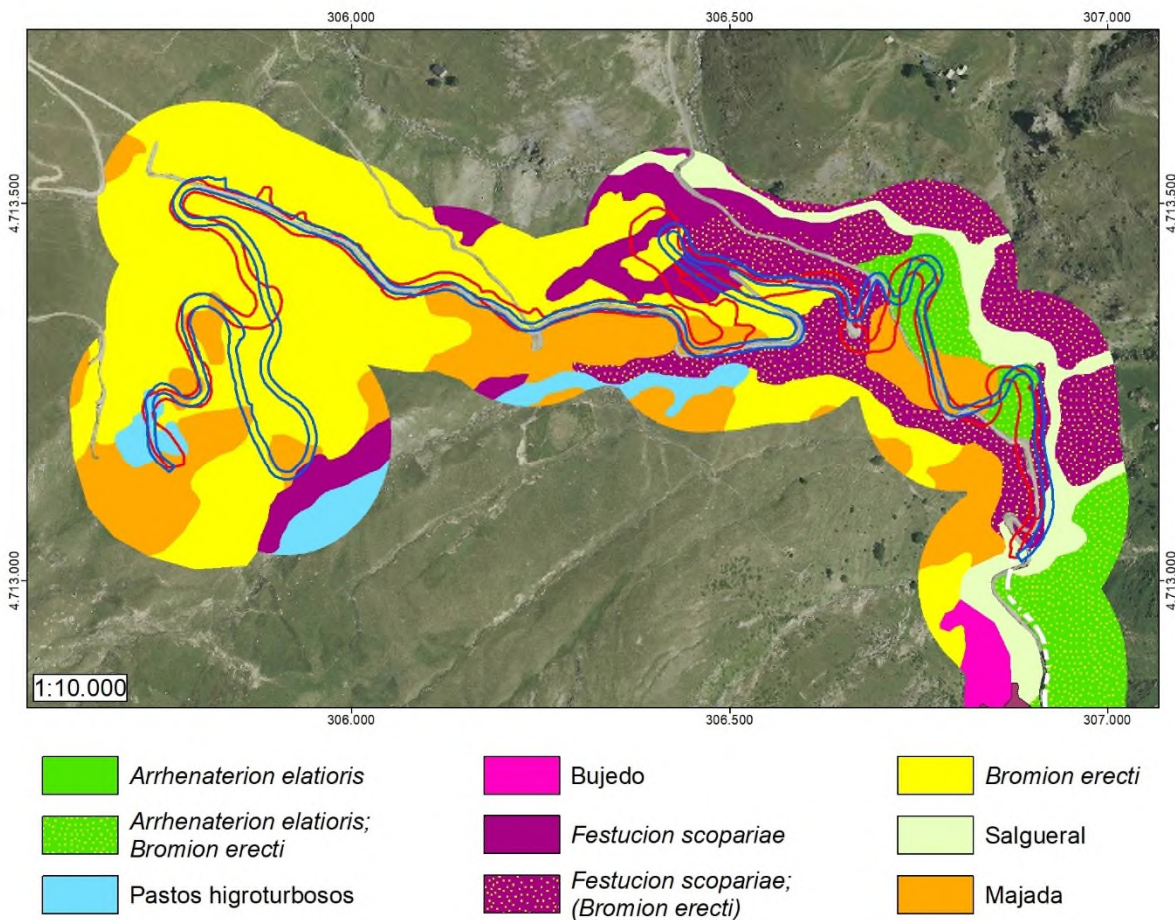 306.000 306.500 307.000
4.713.500 4.713.500
4.713.000 4.713.000
1:10.000
306.000 306.500 307.000
Arrhenaterion elatioris
Arrhenaterion elatioris;
Bromion erecti
Pastos higroturbosos
Bujedo
Festucion scopariae
Festucion scopariae;
(Bromion erecti)
Bromion erecti
Salgueral
Majada